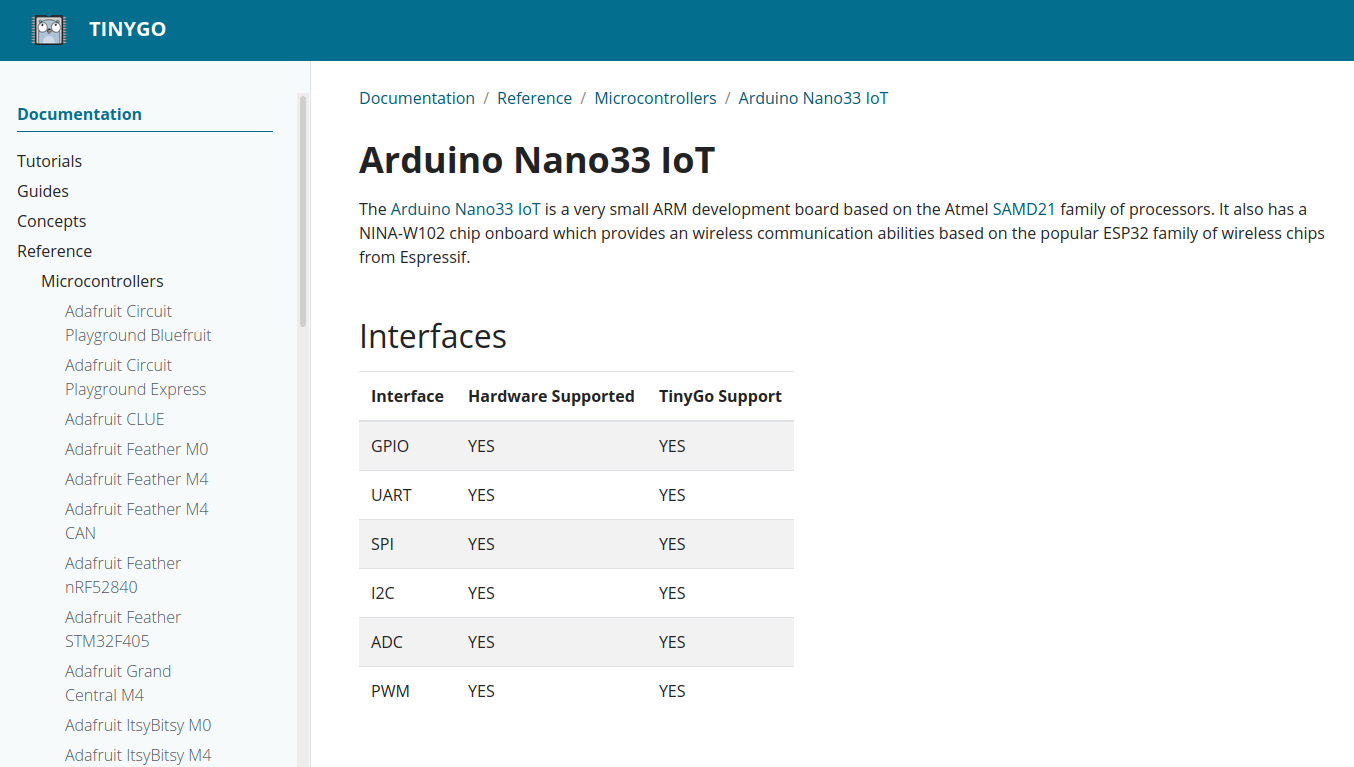 TINYGO
Documentation
Tutorials
Guides
Concepts
Reference
Microcontrollers
Adafruit Circuit
Playground Bluefruit
Adafruit Circuit
Playground Express
Adafruit CLUE
Adafruit Feather M0
Adafruit Feather M4
Adafruit Feather M4
CAN
Adafruit Feather
nRF52840
Adafruit Feather
STM32F405
Adafruit Grand
Central M4
Adafruit ItsyBitsy M0
Adafruit ItsyBitsy M4
Documentation / Reference / Microcontrollers / Arduino Nano33 IoT
Arduino Nano33 IoT
The Arduino Nano33 IoT is a very small ARM development board based on the Atmel SAMD21 family of processors. It also has a
NINA-W102 chip onboard which provides an wireless communication abilities based on the popular ESP32 family of wireless chips
from Espressif.
Interfaces
Interface Hardware Supported TinyGo Support
GPIO YES YES
UART YES YES
SPI YES YES
I2C YES YES
ADC YES YES
PWM YES YES